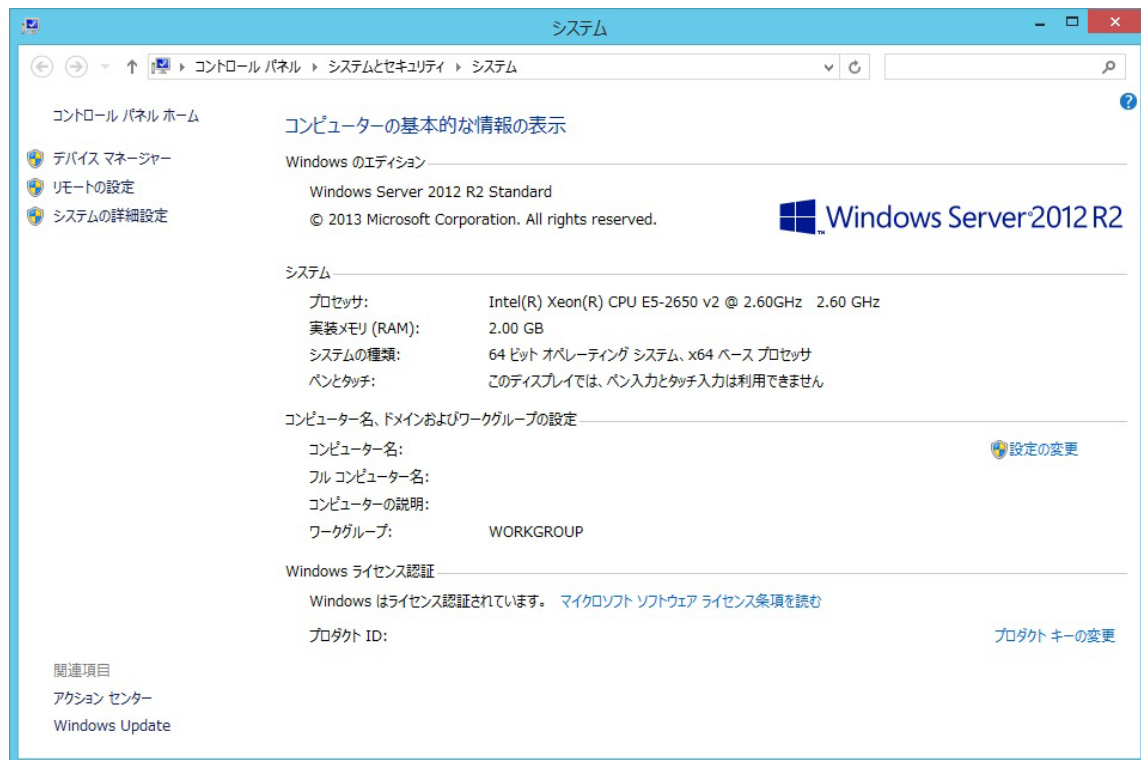 システム
コントロール パネル ▸ システムとセキュリティ ▸ システム
コントロール パネル ホーム
デバイス マネージャー
リモートの設定
システムの詳細設定
コンピューターの基本的な情報の表示
Windows のエディション
Windows Server 2012 R2 Standard
© 2013 Microsoft Corporation. All rights reserved.
Windows Server 2012 R2
システム
プロセッサ: Intel(R) Xeon(R) CPU E5-2650 v2 @ 2.60GHz 2.60 GHz
実装メモリ (RAM): 2.00 GB
システムの種類: 64 ビット オペレーティング システム、x64 ベース プロセッサ
ペンとタッチ: このディスプレイでは、ペン入力とタッチ入力は利用できません
コンピューター名、ドメインおよびワークグループの設定
コンピューター名: 設定の変更
フル コンピューター名:
コンピューターの説明:
ワークグループ: WORKGROUP
Windows ライセンス認証
Windows はライセンス認証されています。 マイクロソフト ソフトウェア ライセンス条項を読む
プロダクト ID: プロダクト キーの変更
関連項目
アクション センター
Windows Update